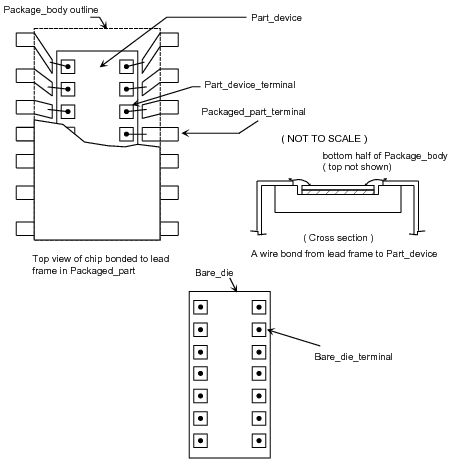 Package_body outline
Part_device
Part_device_terminal
Packaged_part_terminal
( NOT TO SCALE )
bottom half of Package_body
( top not shown)
( Cross section )
A wire bond from lead frame to Part_device
Top view of chip bonded to lead
frame in Packaged_part
Bare_die
Bare_die_terminal